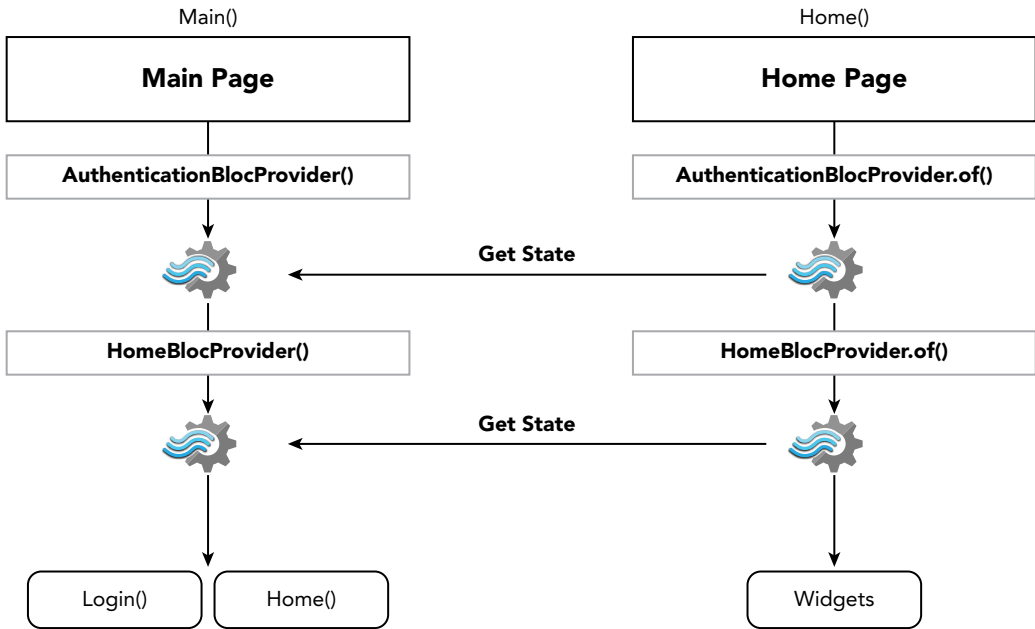 Main()
Home()
Main Page
Home Page
AuthenticationBlocProvider()
AuthenticationBlocProvider.of()
Get State
HomeBlocProvider()
HomeBlocProvider.of()
Get State
Login()
Home()
Widgets